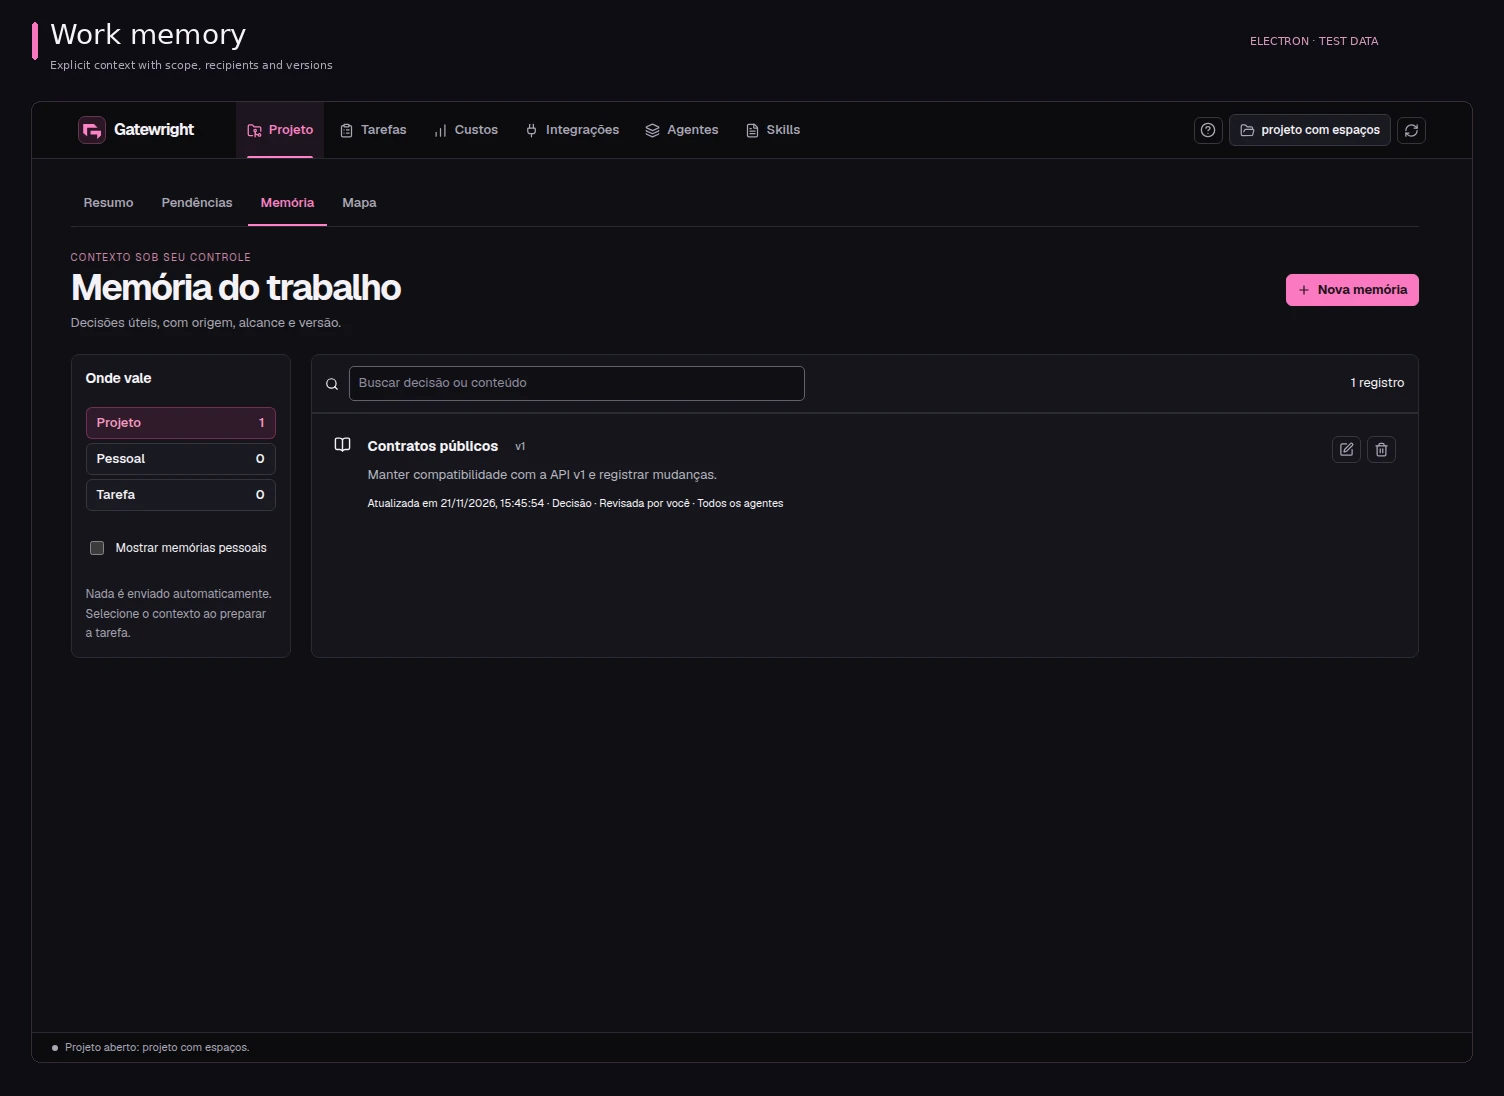 Work memory
Explicit context with scope, recipients and versions
ELECTRON · TEST DATA
Gatewright
Projeto
Tarefas
Custos
Integrações
Agentes
Skills
projeto com espaços
Resumo
Pendências
Memória
Mapa
CONTEXTO SOB SEU CONTROLE
Memória do trabalho
Decisões úteis, com origem, alcance e versão.
+ Nova memória
Onde vale
Projeto 1
Pessoal 0
Tarefa 0
Mostrar memórias pessoais
Nada é enviado automaticamente.
Selecione o contexto ao preparar
a tarefa.
Buscar decisão ou conteúdo
1 registro
Contratos públicos v1
Manter compatibilidade com a API v1 e registrar mudanças.
Atualizada em 21/11/2026, 15:45:54 · Decisão · Revisada por você · Todos os agentes
Projeto aberto: projeto com espaços.